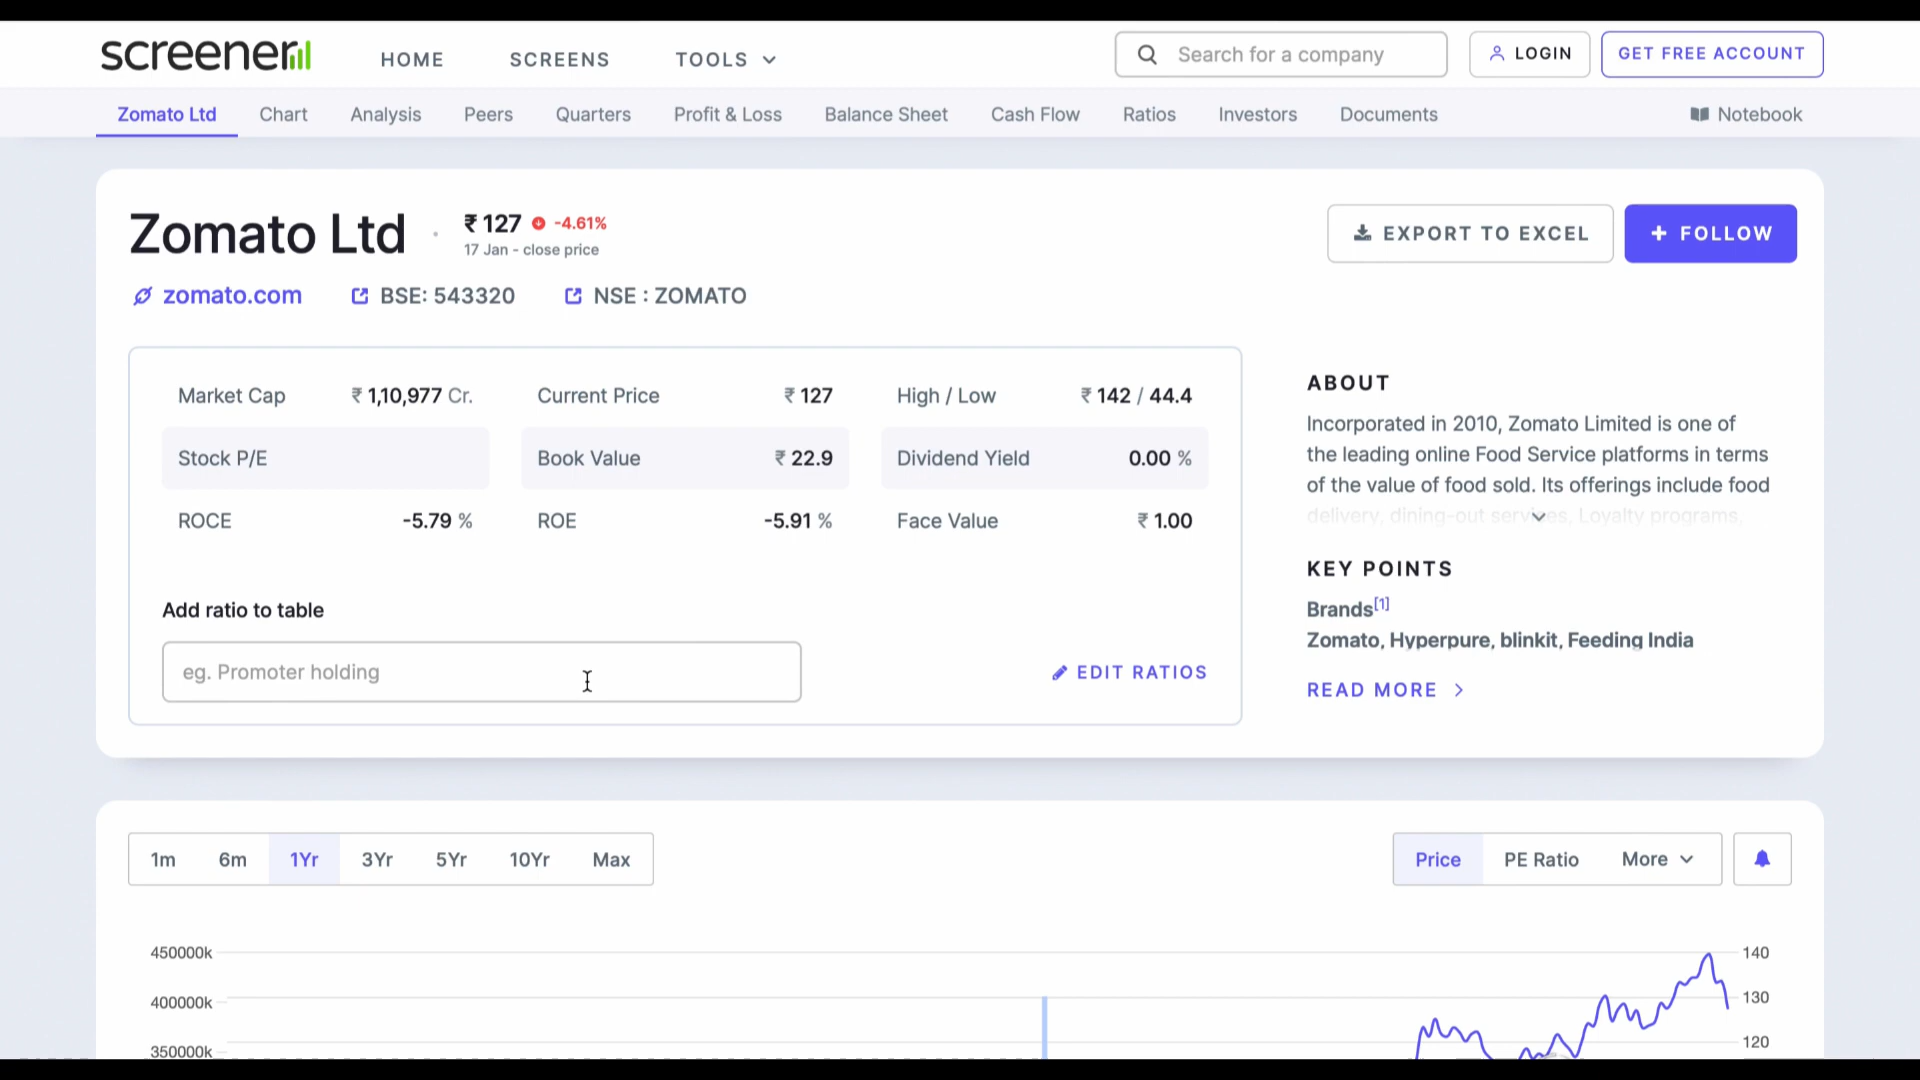 screener
HOME SCREENS TOOLS
Search for a company
LOGIN
GET FREE ACCOUNT
Zomato Ltd Chart Analysis Peers Quarters Profit & Loss Balance Sheet Cash Flow Ratios Investors Documents Notebook
Zomato Ltd
₹ 127 -4.61%
17 Jan - close price
EXPORT TO EXCEL
+ FOLLOW
zomato.com BSE: 543320 NSE : ZOMATO
Market Cap ₹ 1,10,977 Cr. Current Price ₹ 127 High / Low ₹ 142 / 44.4
Stock P/E Book Value ₹ 22.9 Dividend Yield 0.00 %
ROCE -5.79 % ROE -5.91 % Face Value ₹ 1.00
Add ratio to table
eg. Promoter holding
EDIT RATIOS
ABOUT
Incorporated in 2010, Zomato Limited is one of
the leading online Food Service platforms in terms
of the value of food sold. Its offerings include food
delivery, dining-out services, Loyalty programs,
KEY POINTS
Brands[1]
Zomato, Hyperpure, blinkit, Feeding India
READ MORE
1m 6m 1Yr 3Yr 5Yr 10Yr Max
Price PE Ratio More
450000k 140
400000k 130
350000k 120